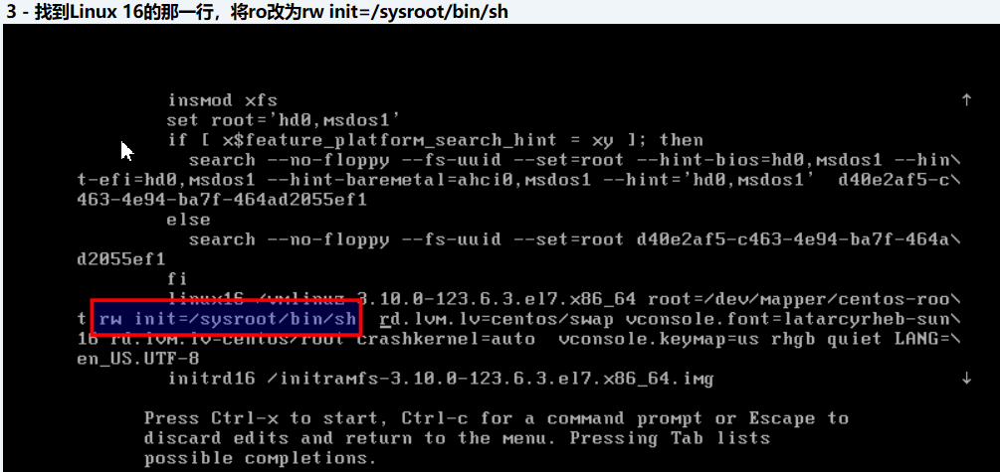 3 - 找到Linux 16的那一行，将ro改为rw init=/sysroot/bin/sh
insmod xfs
set root='hd0,msdos1'
if [ x$feature_platform_search_hint = xy ]; then
search --no-floppy --fs-uuid --set=root --hint-bios=hd0,msdos1 --hin\
t-efi=hd0,msdos1 --hint-baremetal=ahci0,msdos1 --hint='hd0,msdos1'  d40e2af5-c\
463-4e94-ba7f-464ad2055ef1
else
search --no-floppy --fs-uuid --set=root d40e2af5-c463-4e94-ba7f-464a\
d2055ef1
fi
linux16 /vmlinuz-3.10.0-123.6.3.el7.x86_64 root=/dev/mapper/centos-roo\
t rw init=/sysroot/bin/sh  rd.lvm.lv=centos/swap vconsole.font=latarcyrheb-sun\
16 rd.lvm.lv=centos/root crashkernel=auto  vconsole.keymap=us rhgb quiet LANG=\
en_US.UTF-8
initrd16 /initramfs-3.10.0-123.6.3.el7.x86_64.img
Press Ctrl-x to start, Ctrl-c for a command prompt or Escape to
discard edits and return to the menu. Pressing Tab lists
possible completions.